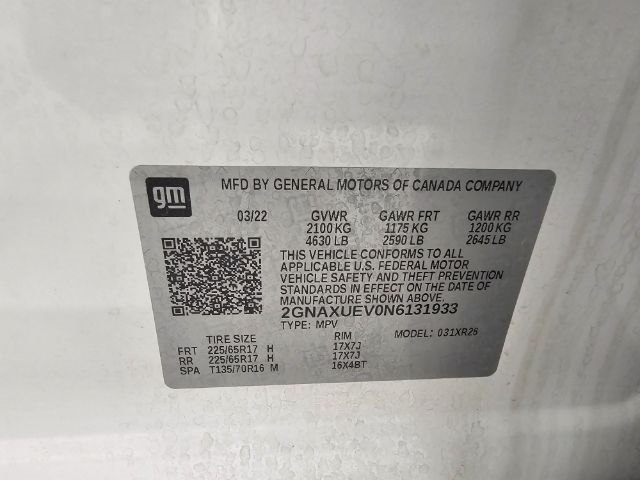 gm
MFD BY GENERAL MOTORS OF CANADA COMPANY
03/22 GVWR GAWR FRT GAWR RR
2100 KG 1175 KG 1200 KG
4630 LB 2590 LB 2645 LB
THIS VEHICLE CONFORMS TO ALL
APPLICABLE U.S. FEDERAL MOTOR
VEHICLE SAFETY AND THEFT PREVENTION
STANDARDS IN EFFECT ON THE DATE OF
MANUFACTURE SHOWN ABOVE.
2GNAXUEV0N6131933
TYPE: MPV MODEL: 031XR26
TIRE SIZE RIM
FRT 225/65R17 H 17X7J
RR 225/65R17 H 17X7J
SPA T135/70R16 M 16X4BT